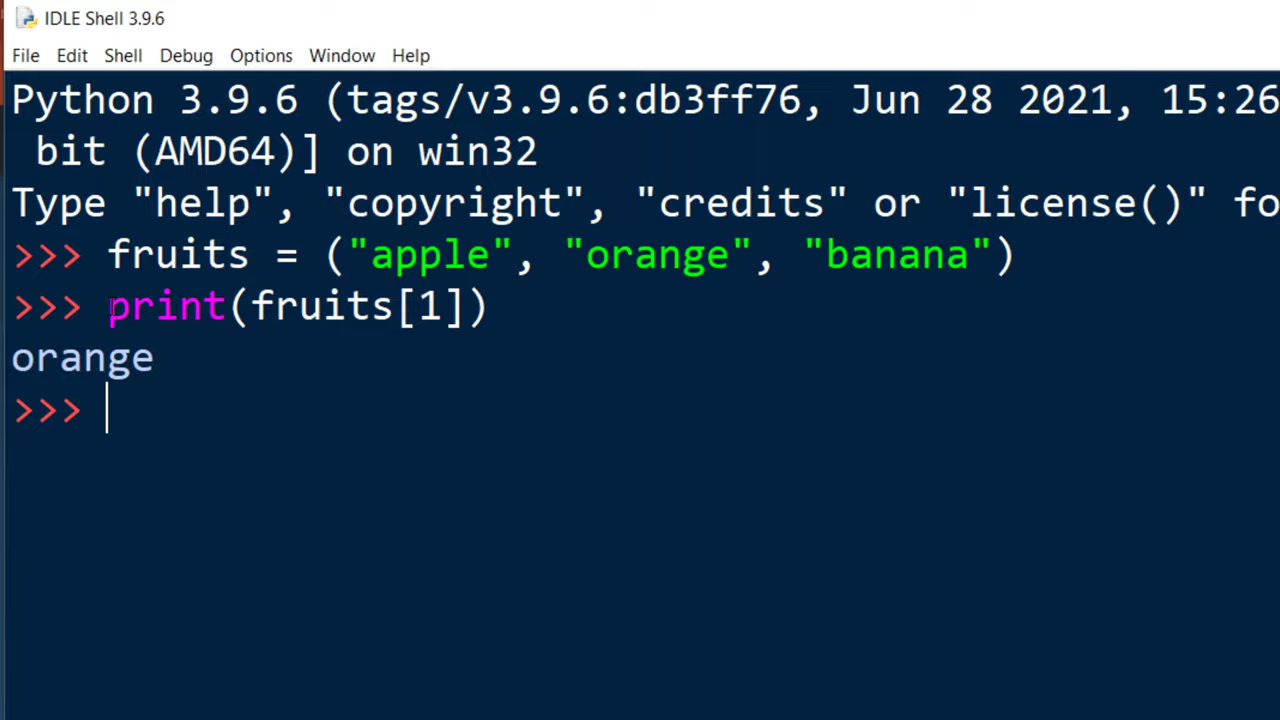 IDLE Shell 3.9.6
File Edit Shell Debug Options Window Help
Python 3.9.6 (tags/v3.9.6:db3ff76, Jun 28 2021, 15:26
bit (AMD64)] on win32
Type "help", "copyright", "credits" or "license()" fo
>>> fruits = ("apple", "orange", "banana")
>>> print(fruits[1])
orange
>>>